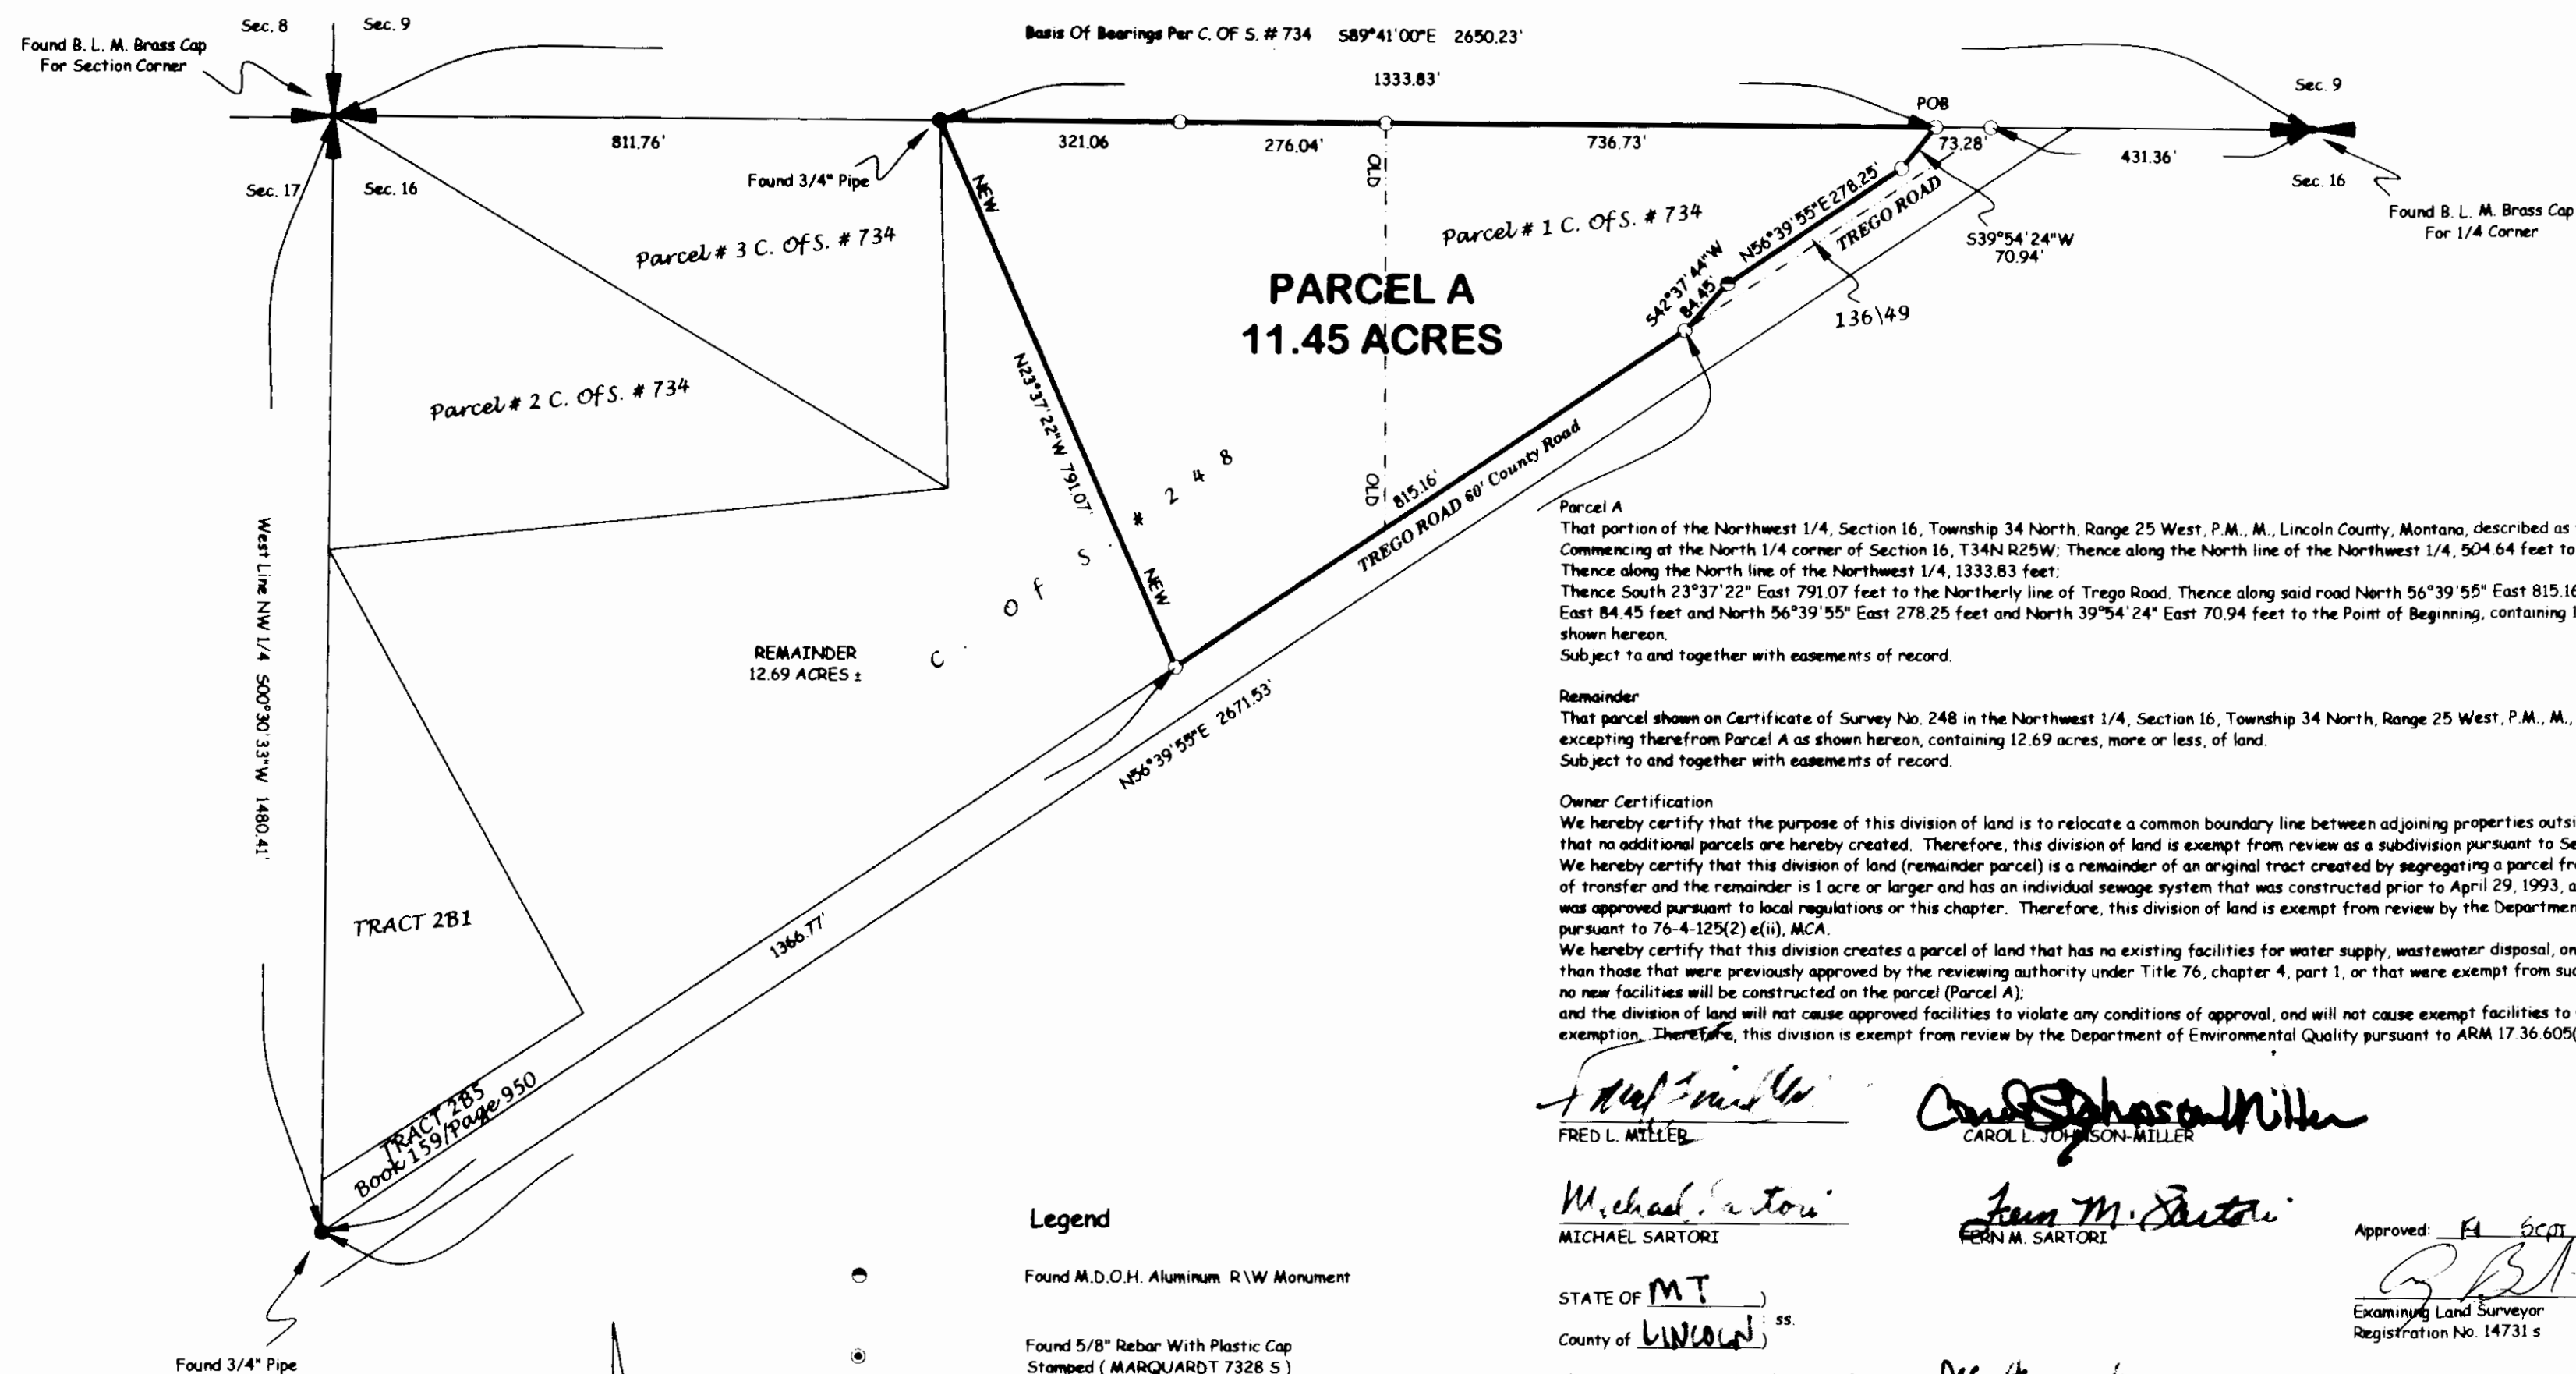 Sec. 8
Sec. 9
Found B. L. M. Brass Cap
For Section Corner
Basis Of Bearings Per C. OF S. # 734 S89°41'00"E 2650.23'
1333.83'
Sec. 9
POB
811.76'
321.06
276.04'
736.73'
73.28'
431.36'
Sec. 17
Sec. 16
Found 3/4" Pipe
Sec. 16
Found B. L. M. Brass Cap
For 1/4 Corner
NEW
OLD
Parcel # 3 C. Of S. # 734
Parcel # 1 C. Of S. # 734
N56°39'55"E 278.25'
TREGO ROAD
S39°54'24"W
70.94'
S42°37'44"W
84.45'
136\49
PARCEL A
11.45 ACRES
Parcel # 2 C. Of S. # 734
N23°37'22"W 791.07'
C. Of S. # 248
OLD
815.16'
TREGO ROAD 60' County Road
NEW
West Line NW 1/4 S00°30'33"W 1480.41'
REMAINDER
12.69 ACRES ±
N56°39'55"E 2671.53'
1366.77'
TRACT 2B1
TRACT 2B5
Book 159/Page 950
Found 3/4" Pipe
Parcel A
That portion of the Northwest 1/4, Section 16, Township 34 North, Range 25 West, P.M., M., Lincoln County, Montana, described as
Commencing at the North 1/4 corner of Section 16, T34N R25W; Thence along the North line of the Northwest 1/4, 504.64 feet to
Thence along the North line of the Northwest 1/4, 1333.83 feet;
Thence South 23°37'22" East 791.07 feet to the Northerly line of Trego Road. Thence along said road North 56°39'55" East 815.16
East 84.45 feet and North 56°39'55" East 278.25 feet and North 39°54'24" East 70.94 feet to the Point of Beginning, containing
shown hereon.
Subject to and together with easements of record.
Remainder
That parcel shown on Certificate of Survey No. 248 in the Northwest 1/4, Section 16, Township 34 North, Range 25 West, P.M., M.,
excepting therefrom Parcel A as shown hereon, containing 12.69 acres, more or less, of land.
Subject to and together with easements of record.
Owner Certification
We hereby certify that the purpose of this division of land is to relocate a common boundary line between adjoining properties outsi
that no additional parcels are hereby created. Therefore, this division of land is exempt from review as a subdivision pursuant to Se
We hereby certify that this division of land (remainder parcel) is a remainder of an original tract created by segregating a parcel fr
of transfer and the remainder is 1 acre or larger and has an individual sewage system that was constructed prior to April 29, 1993, a
was approved pursuant to local regulations or this chapter. Therefore, this division of land is exempt from review by the Departmen
pursuant to 76-4-125(2) e(ii), MCA.
We hereby certify that this division creates a parcel of land that has no existing facilities for water supply, wastewater disposal, on
than those that were previously approved by the reviewing authority under Title 76, chapter 4, part 1, or that were exempt from suc
no new facilities will be constructed on the parcel (Parcel A);
and the division of land will not cause approved facilities to violate any conditions of approval, and will not cause exempt facilities to
exemption. Therefore, this division is exempt from review by the Department of Environmental Quality pursuant to ARM 17.36.605(
FRED L. MILLER
Carol L Johnson Miller
CAROL L. JOHNSON-MILLER
Michael Sartori
MICHAEL SARTORI
Fern M. Sartori
FERN M. SARTORI
Approved: Sept
STATE OF MT )
: ss.
County of LINCOLN )
Examining Land Surveyor
Registration No. 14731 s
Legend
Found M.D.O.H. Aluminum R\W Monument
Found 5/8" Rebar With Plastic Cap
Stamped ( MARQUARDT 7328 S )